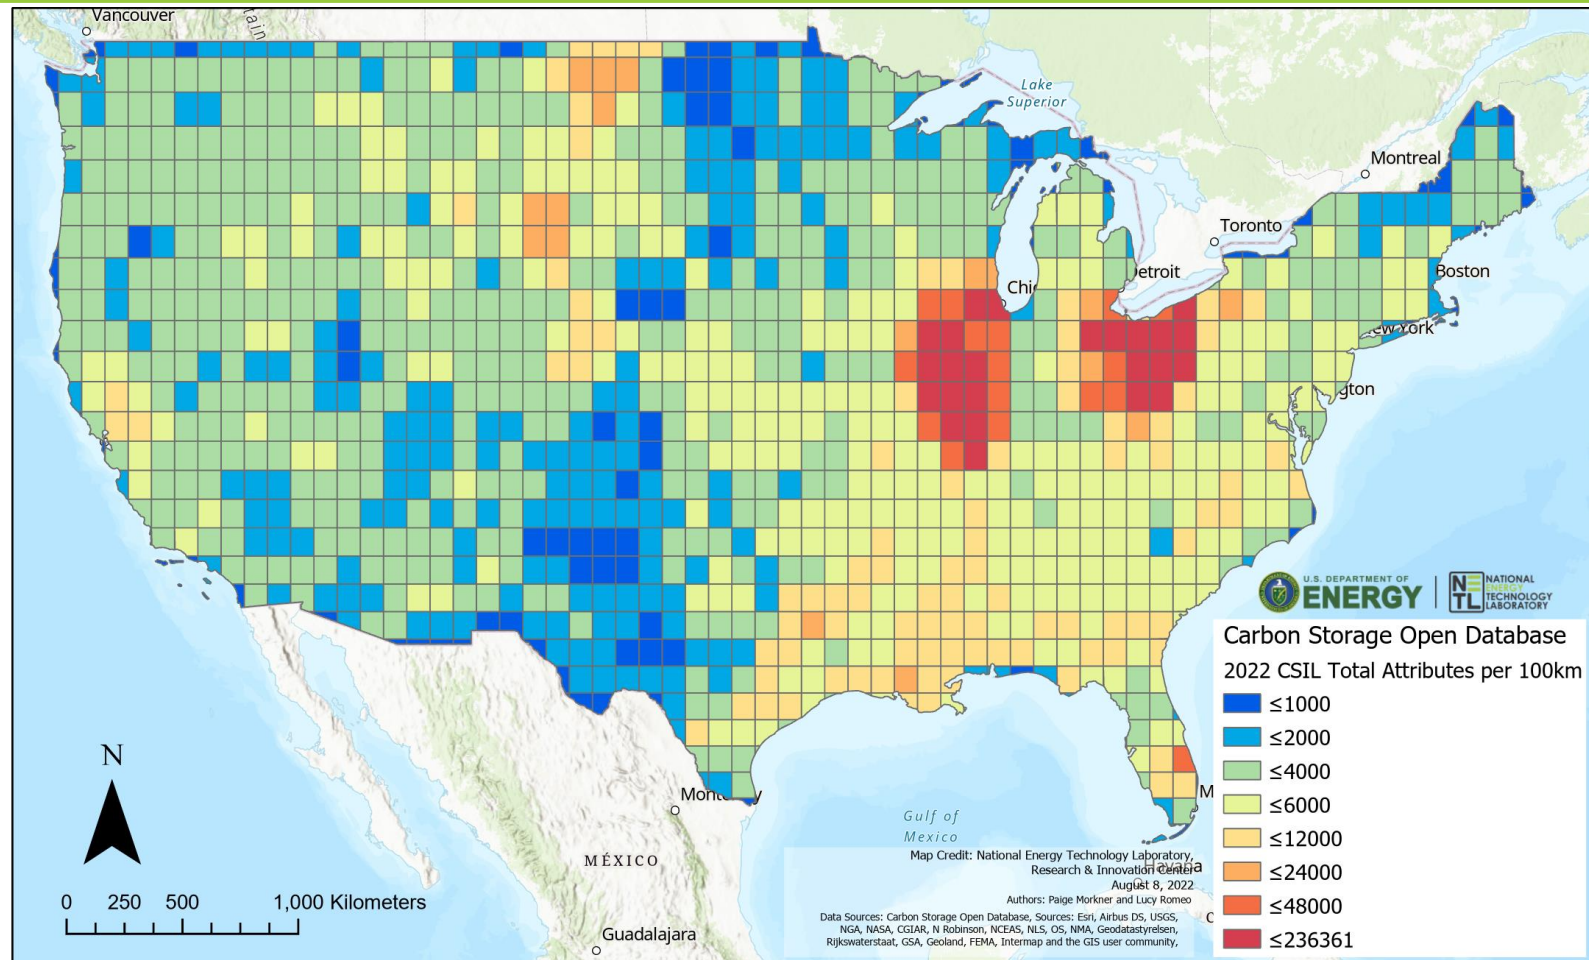 Vancouver
Lake
Superior
Montreal
Toronto
Detroit
Boston
Chi
ew York
gton
U.S. DEPARTMENT OF
ENERGY
NETL
NATIONAL
ENERGY
TECHNOLOGY
LABORATORY
Carbon Storage Open Database
2022 CSIL Total Attributes per 100km
≤1000
≤2000
≤4000
≤6000
≤12000
≤24000
≤48000
≤236361
N
0 250 500 1,000 Kilometers
MÉXICO
Guadalajara
Gulf of
Mexico
M
Havana
Map Credit: National Energy Technology Laboratory,
Research & Innovation Center
August 8, 2022
Authors: Paige Morkner and Lucy Romeo
Data Sources: Carbon Storage Open Database, Sources: Esri, Airbus DS, USGS,
NGA, NASA, CGIAR, N Robinson, NCEAS, NLS, OS, NMA, Geodatastyrelsen,
Rijkswaterstaat, GSA, Geoland, FEMA, Intermap and the GIS user community,